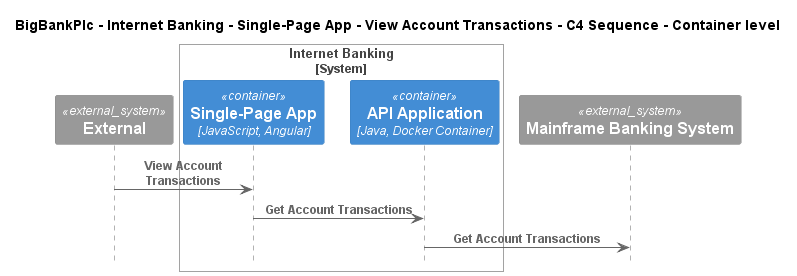 BigBankPlc - Internet Banking - Single-Page App - View Account Transactions - C4 Sequence - Container level
Internet Banking
[System]
«external_system»
External
«container»
Single-Page App
[JavaScript, Angular]
«container»
API Application
[Java, Docker Container]
«external_system»
Mainframe Banking System
View Account
Transactions
Get Account Transactions
Get Account Transactions